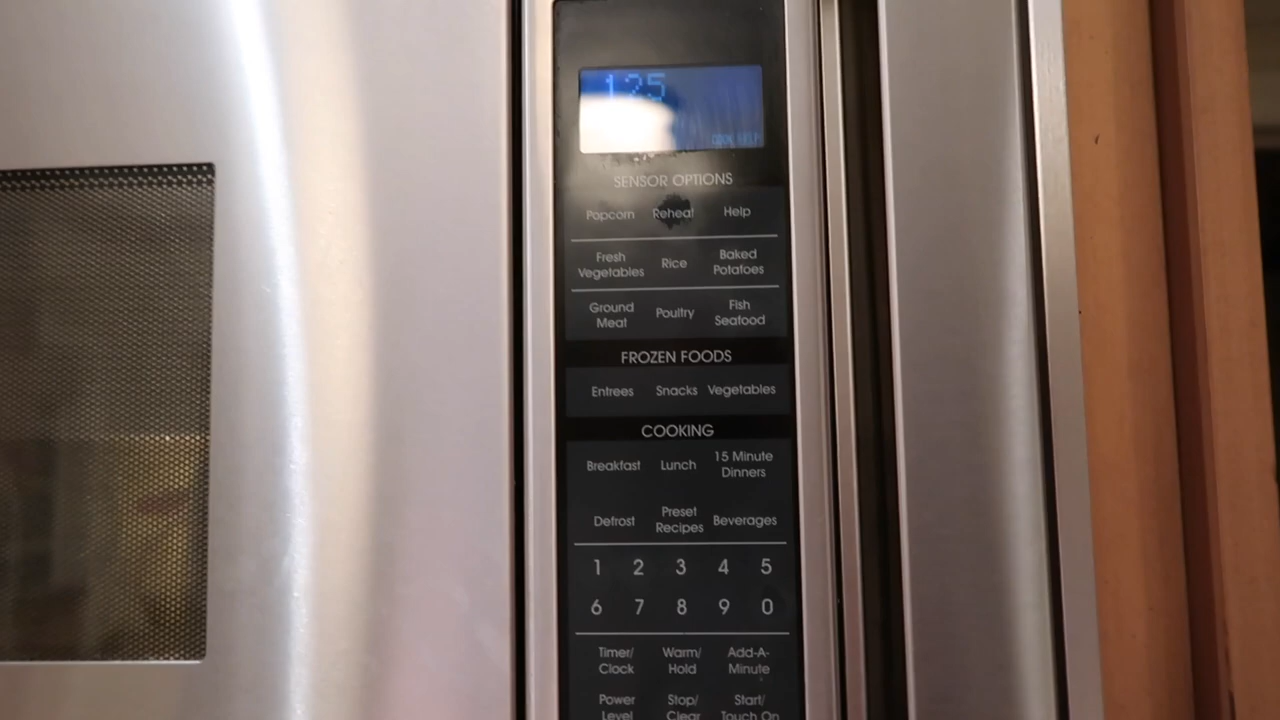 125
SENSOR OPTIONS
Popcorn Reheat Help
Fresh Vegetables Rice Baked Potatoes
Ground Meat Poultry Fish Seafood
FROZEN FOODS
Entrees Snacks Vegetables
COOKING
Breakfast Lunch 15 Minute Dinners
Defrost Preset Recipes Beverages
1 2 3 4 5
6 7 8 9 0
Timer/Clock Warm/Hold Add-A-Minute
Power Level Stop/Clear Start/Touch On